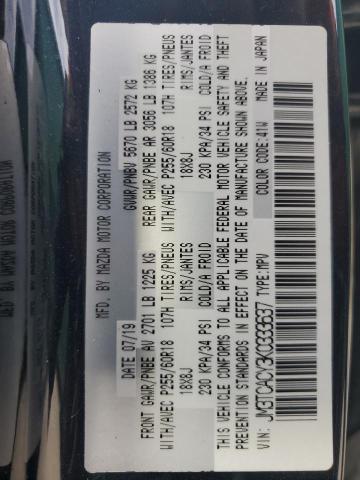 MFD. BY MAZDA MOTOR CORPORATION
DATE 07/19 GVWR/PNBV 5670 LB 2572 KG
FRONT GAWR/PNBE AV 2701 LB 1225 KG REAR GAWR/PNBE AR 3056 LB 1386 KG
WITH/AVEC P255/60R18 107H TIRES/PNEUS WITH/AVEC P255/60R18 107H TIRES/PNEUS
18X8J RIMS/JANTES 18X8J RIMS/JANTES
230 KPA/34 PSI COLD/A FROID 230 KPA/34 PSI COLD/A FROID
THIS VEHICLE CONFORMS TO ALL APPLICABLE FEDERAL MOTOR VEHICLE SAFETY AND THEFT
PREVENTION STANDARDS IN EFFECT ON THE DATE OF MANUFACTURE SHOWN ABOVE.
VIN: JM3TCACY3K0333637 TYPE:MPV COLOR CODE:41W MADE IN JAPAN